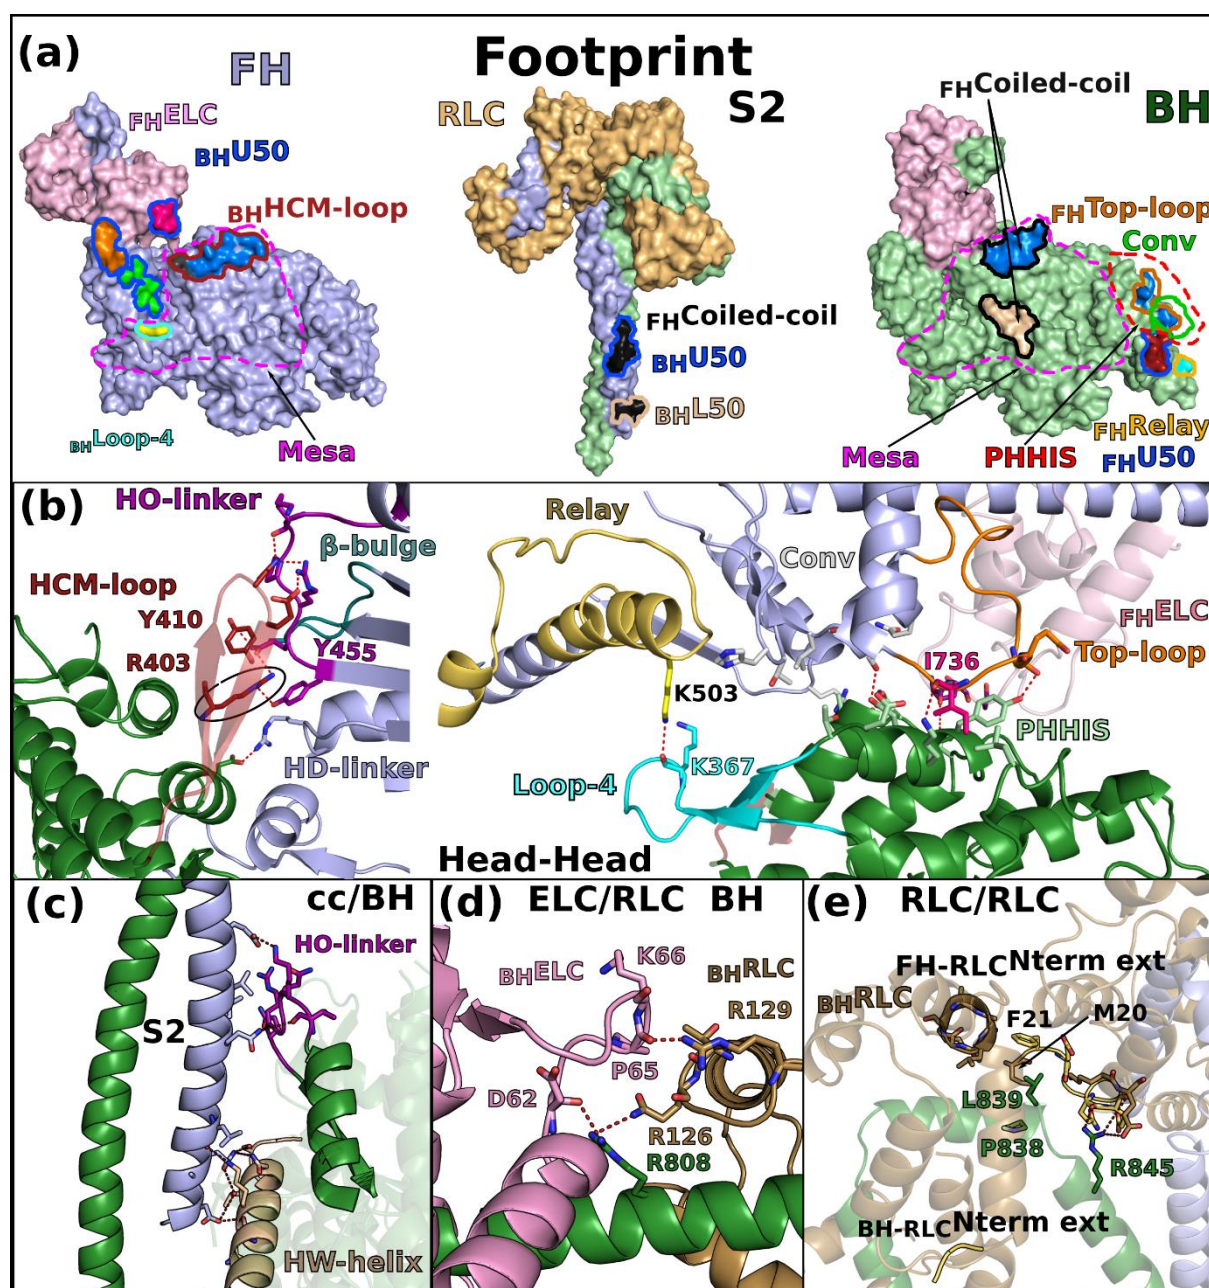 (a)
Footprint
FH
FHELC
BHU50
BHHCM-loop
BHLoop-4
Mesa
RLC
S2
FHCoiled-coil
BHU50
BHL50
FHCoiled-coil
BH
FHTop-loop
Conv
Mesa
PHHIS
FHRelay
FHU50
(b)
HO-linker
β-bulge
HCM-loop
Y410
R403
Y455
HD-linker
Relay
Conv
FHELC
Top-loop
I736
K503
PHHIS
K367
Loop-4
Head-Head
(c)
cc/BH
HO-linker
S2
HW-helix
(d)
ELC/RLC BH
K66
BHELC
BHRLC
R129
P65
D62
R126
R808
(e)
RLC/RLC
FH-RLCNterm ext
BHRLC
F21
M20
L839
P838
R845
BH-RLCNterm ext